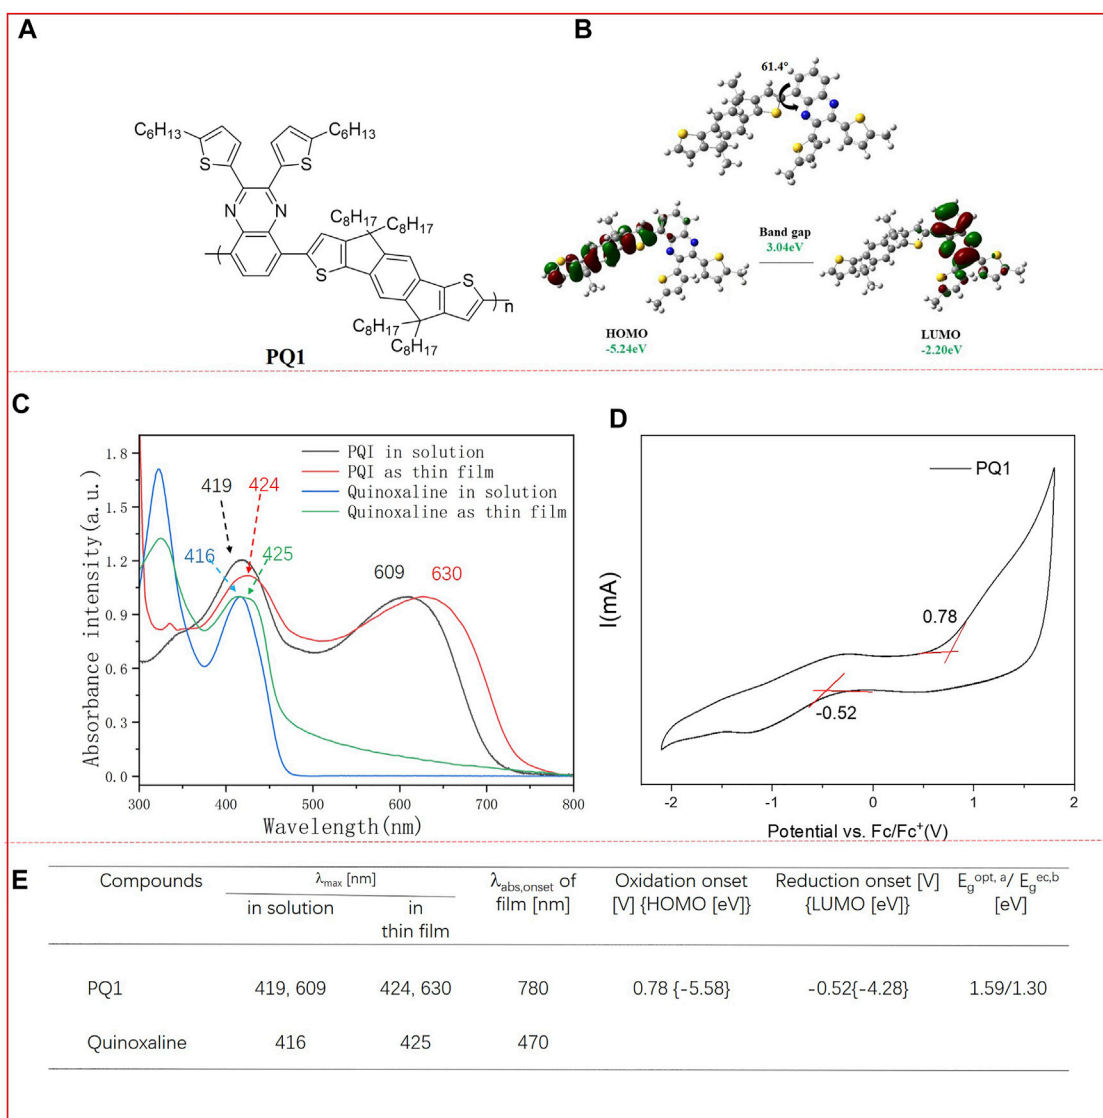 A
C6H13
C6H13
S
S
N
N
C8H17
C8H17
S
S
n
C8H17
C8H17
PQ1
B
61.4°
Band gap
3.04eV
HOMO
-5.24eV
LUMO
-2.20eV
C
PQI in solution
PQI as thin film
Quinoxaline in solution
Quinoxaline as thin film
419
424
416
425
609
630
1.8
1.5
1.2
0.9
0.6
0.3
0.0
Absorbance intensity(a.u.)
300 400 500 600 700 800
Wavelength(nm)
D
PQ1
I(mA)
0.78
-0.52
-2 -1 0 1 2
Potential vs. Fc/Fc+(V)
E
Compounds λmax [nm] λabs,onset of Oxidation onset Reduction onset [V] Egopt, a/ Egec,b
in solution in film [nm] [V] {HOMO [eV]} {LUMO [eV]} [eV]
thin film
PQ1 419, 609 424, 630 780 0.78 {-5.58} -0.52{-4.28} 1.59/1.30
Quinoxaline 416 425 470